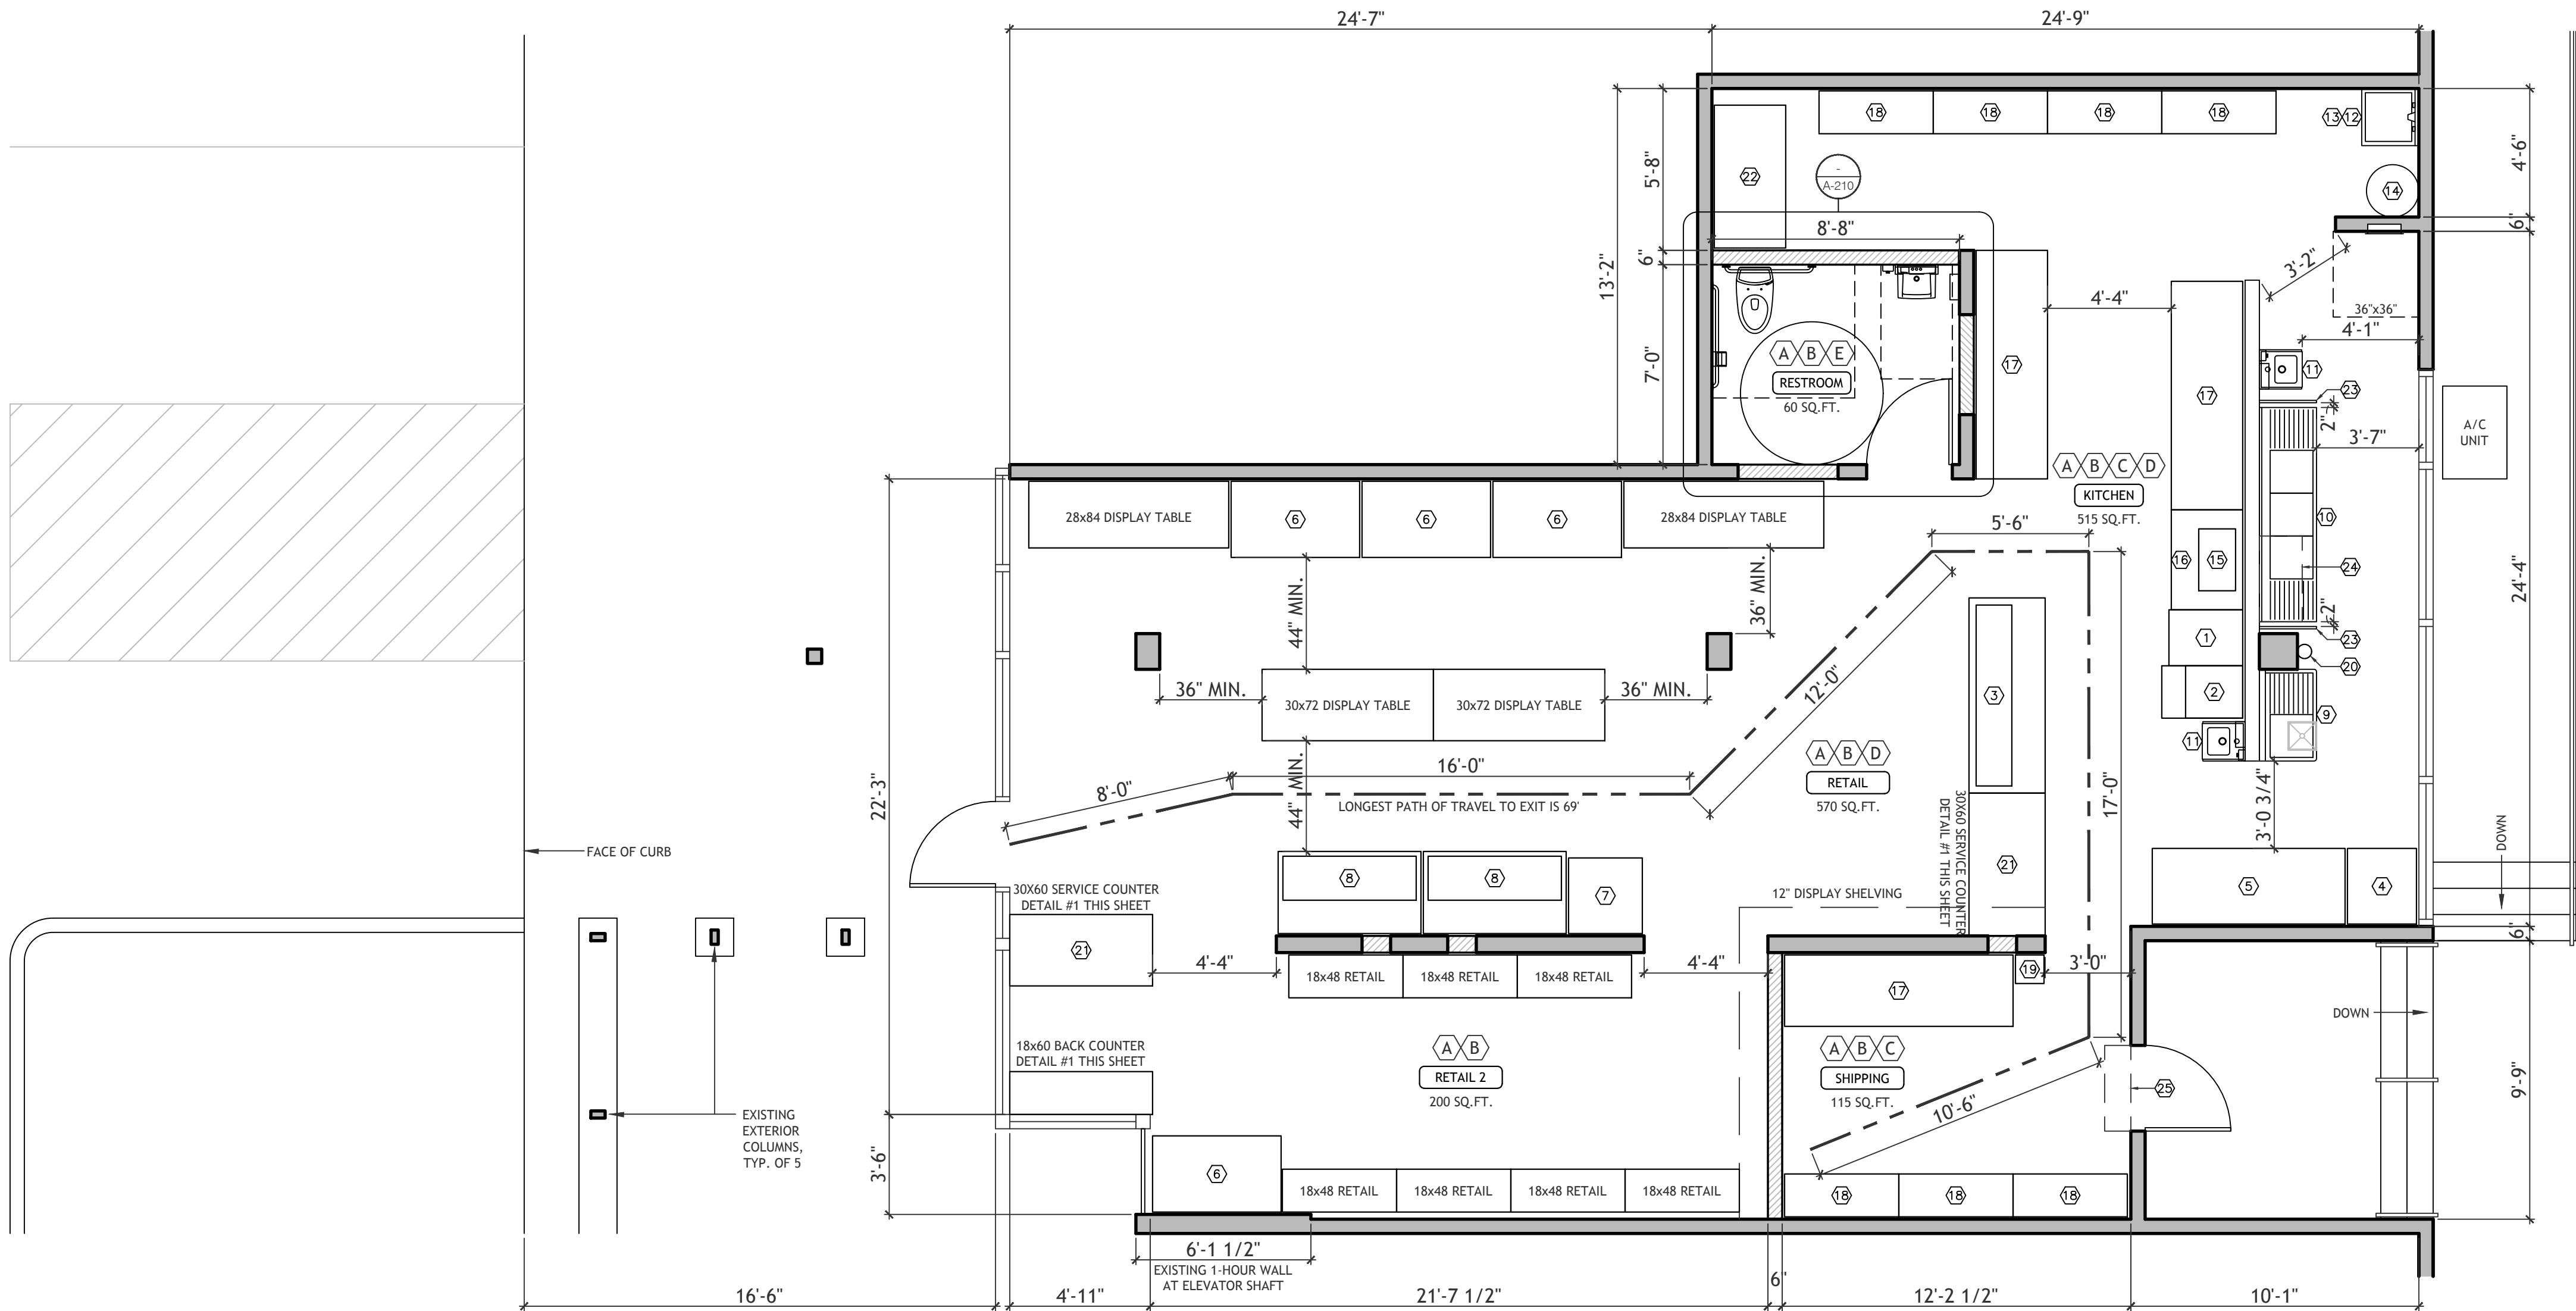 24'-7"
24'-9"
18
18
18
18
13
12
22
-
A-210
14
5'-8"
4'-6"
6"
8'-8"
6"
13'-2"
3'-2"
4'-4"
36"x36"
4'-1"
7'-0"
A B E
RESTROOM
60 SQ.FT.
17
17
11
23
2"
3'-7"
A/C
UNIT
A B C D
KITCHEN
515 SQ.FT.
28x84 DISPLAY TABLE
6
6
6
28x84 DISPLAY TABLE
5'-6"
10
16
15
24
24'-4"
44" MIN.
36" MIN.
2"
1
23
20
12'-0"
36" MIN.
30x72 DISPLAY TABLE
30x72 DISPLAY TABLE
36" MIN.
3
2
9
11
A B D
RETAIL
570 SQ.FT.
22'-3"
8'-0"
16'-0"
44" MIN.
LONGEST PATH OF TRAVEL TO EXIT IS 69'
17'-0"
30X60 SERVICE COUNTER
DETAIL #1 THIS SHEET
3'-0 3/4"
DOWN
FACE OF CURB
8
8
7
21
5
4
30X60 SERVICE COUNTER
DETAIL #1 THIS SHEET
12" DISPLAY SHELVING
21
6"
4'-4"
18x48 RETAIL
18x48 RETAIL
18x48 RETAIL
4'-4"
19
3'-0"
17
DOWN
18x60 BACK COUNTER
DETAIL #1 THIS SHEET
A B
RETAIL 2
200 SQ.FT.
A B C
SHIPPING
115 SQ.FT.
25
10'-6"
9'-9"
EXISTING
EXTERIOR
COLUMNS,
TYP. OF 5
3'-6"
6
18x48 RETAIL
18x48 RETAIL
18x48 RETAIL
18x48 RETAIL
18
18
18
6'-1 1/2"
EXISTING 1-HOUR WALL
AT ELEVATOR SHAFT
16'-6"
4'-11"
21'-7 1/2"
6"
12'-2 1/2"
10'-1"